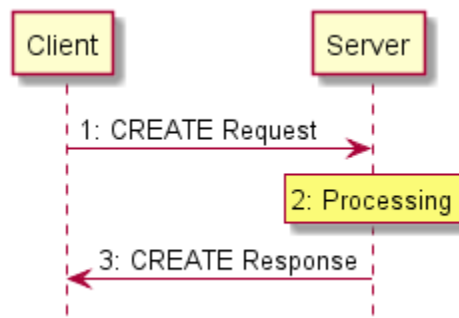 Client
Server
1: CREATE Request
2: Processing
3: CREATE Response